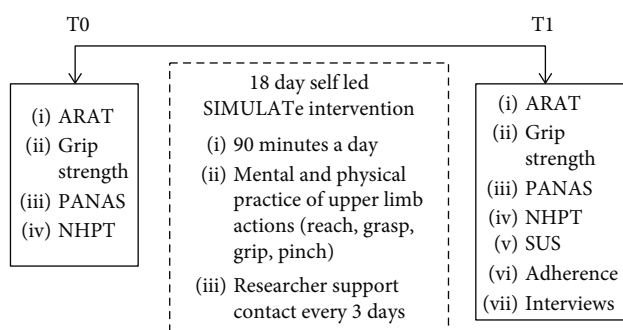 T0
T1
(i) ARAT
(ii) Grip
strength
(iii) PANAS
(iv) NHPT
18 day self led
SIMULATe intervention
(i) 90 minutes a day
(ii) Mental and physical
practice of upper limb
actions (reach, grasp,
grip, pinch)
(iii) Researcher support
contact every 3 days
(i) ARAT
(ii) Grip
strength
(iii) PANAS
(iv) NHPT
(v) SUS
(vi) Adherence
(vii) Interviews